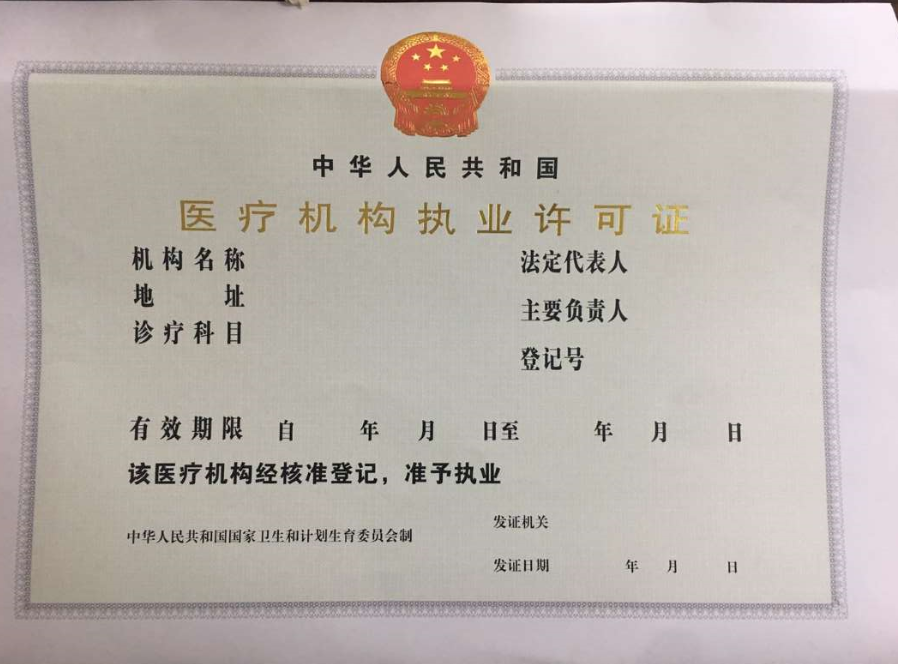 中华人民共和国
医疗机构执业许可证
机构名称
法定代表人
地 址
主要负责人
诊疗科目
登记号
有效期限 自 年 月 日至 年 月 日
该医疗机构经核准登记，准予执业
发证机关
中华人民共和国国家卫生和计划生育委员会制
发证日期 年 月 日